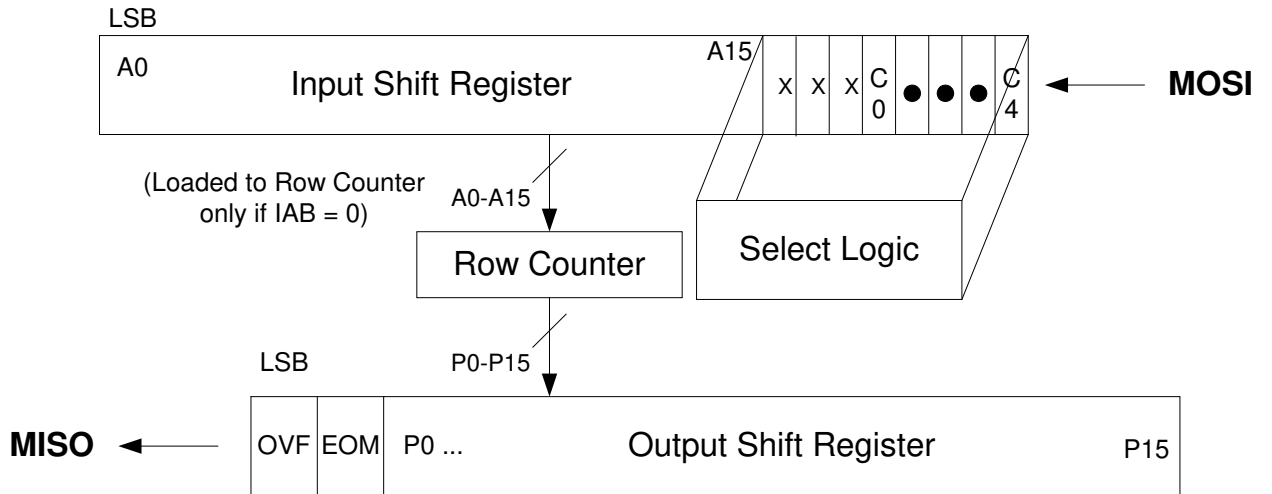 LSB
A0
Input Shift Register
A15
X X X C 0 C 4
MOSI
(Loaded to Row Counter
only if IAB = 0)
A0-A15
Row Counter
Select Logic
P0-P15
LSB
MISO
OVF EOM P0 ... Output Shift Register P15